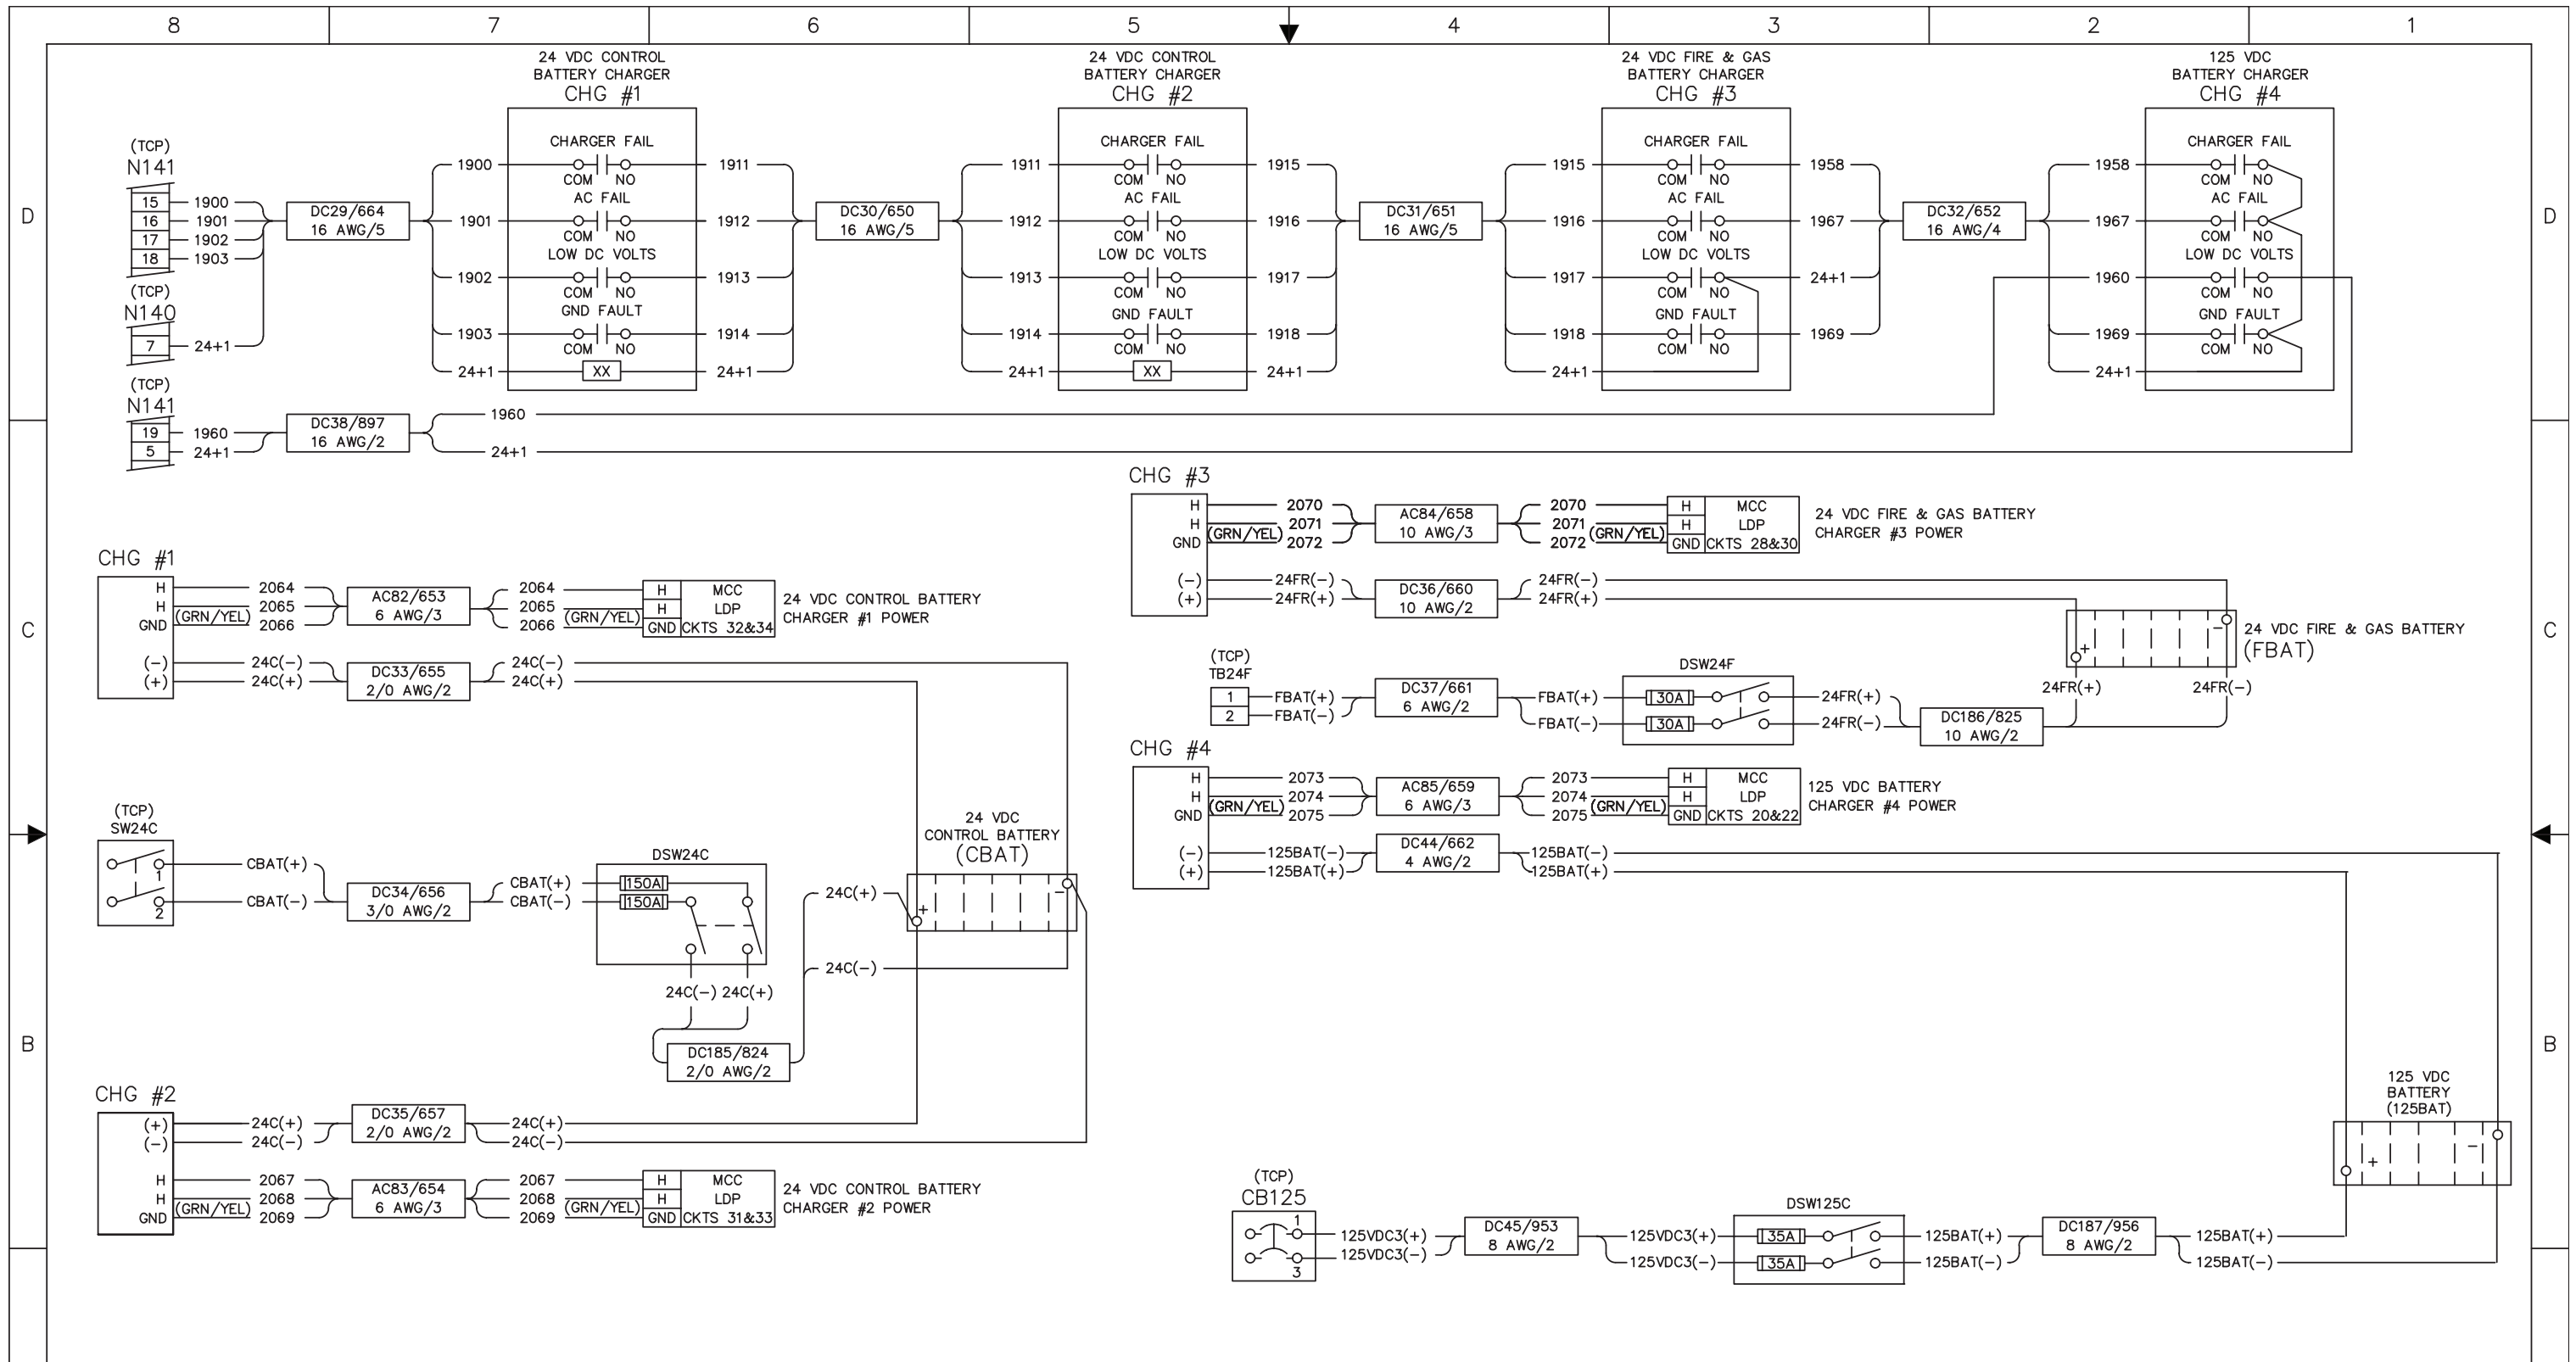 8 7 6 5 4 3 2 1
D
C
B
24 VDC CONTROL
BATTERY CHARGER
CHG #1
CHARGER FAIL
1900 COM NO 1911
AC FAIL
1901 COM NO 1912
LOW DC VOLTS
1902 COM NO 1913
GND FAULT
1903 COM NO 1914
24+1 XX 24+1
24 VDC CONTROL
BATTERY CHARGER
CHG #2
CHARGER FAIL
1911 COM NO 1915
AC FAIL
1912 COM NO 1916
LOW DC VOLTS
1913 COM NO 1917
GND FAULT
1914 COM NO 1918
24+1 XX 24+1
24 VDC FIRE & GAS
BATTERY CHARGER
CHG #3
CHARGER FAIL
1915 COM NO 1958
AC FAIL
1916 COM NO 1967
LOW DC VOLTS
1917 COM NO 24+1
GND FAULT
1918 COM NO 1969
24+1
125 VDC
BATTERY CHARGER
CHG #4
CHARGER FAIL
1958 COM NO
AC FAIL
1967 COM NO
LOW DC VOLTS
1960 COM NO
GND FAULT
1969 COM NO
24+1
(TCP)
N141
15 1900
16 1901
17 1902
18 1903
(TCP)
N140
7 24+1
(TCP)
N141
19 1960
5 24+1
DC29/664
16 AWG/5
DC30/650
16 AWG/5
DC31/651
16 AWG/5
DC32/652
16 AWG/4
DC38/897
16 AWG/2
1960
24+1
CHG #1
H 2064
H 2065
GND (GRN/YEL) 2066
AC82/653
6 AWG/3
2064 H MCC
2065 H LDP
2066 (GRN/YEL) GND CKTS 32&34
24 VDC CONTROL BATTERY
CHARGER #1 POWER
(-) 24C(-)
(+) 24C(+)
DC33/655
2/0 AWG/2
24C(-)
24C(+)
(TCP)
SW24C
1 CBAT(+)
2 CBAT(-)
DC34/656
3/0 AWG/2
CBAT(+)
CBAT(-)
DSW24C
150A
150A
24C(-) 24C(+)
DC185/824
2/0 AWG/2
24C(+)
24C(-)
24 VDC
CONTROL BATTERY
(CBAT)
+ -
CHG #2
(+) 24C(+)
(-) 24C(-)
DC35/657
2/0 AWG/2
24C(+)
24C(-)
H 2067
H 2068
GND (GRN/YEL) 2069
AC83/654
6 AWG/3
2067 H MCC
2068 H LDP
2069 (GRN/YEL) GND CKTS 31&33
24 VDC CONTROL BATTERY
CHARGER #2 POWER
CHG #3
H 2070
H 2071
GND (GRN/YEL) 2072
AC84/658
10 AWG/3
2070 H MCC
2071 H LDP
2072 (GRN/YEL) GND CKTS 28&30
24 VDC FIRE & GAS BATTERY
CHARGER #3 POWER
(-) 24FR(-)
(+) 24FR(+)
DC36/660
10 AWG/2
24FR(-)
24FR(+)
+ -
24 VDC FIRE & GAS BATTERY
(FBAT)
24FR(+) 24FR(-)
(TCP)
TB24F
1 FBAT(+)
2 FBAT(-)
DC37/661
6 AWG/2
FBAT(+)
FBAT(-)
DSW24F
30A
30A
24FR(+)
24FR(-)
DC186/825
10 AWG/2
CHG #4
H 2073
H 2074
GND (GRN/YEL) 2075
AC85/659
6 AWG/3
2073 H MCC
2074 H LDP
2075 (GRN/YEL) GND CKTS 20&22
125 VDC BATTERY
CHARGER #4 POWER
(-) 125BAT(-)
(+) 125BAT(+)
DC44/662
4 AWG/2
125BAT(-)
125BAT(+)
125 VDC
BATTERY
(125BAT)
+ -
(TCP)
CB125
1 125VDC3(+)
3 125VDC3(-)
DC45/953
8 AWG/2
125VDC3(+)
125VDC3(-)
DSW125C
35A
35A
125BAT(+)
125BAT(-)
DC187/956
8 AWG/2
125BAT(+)
125BAT(-)
D
C
B